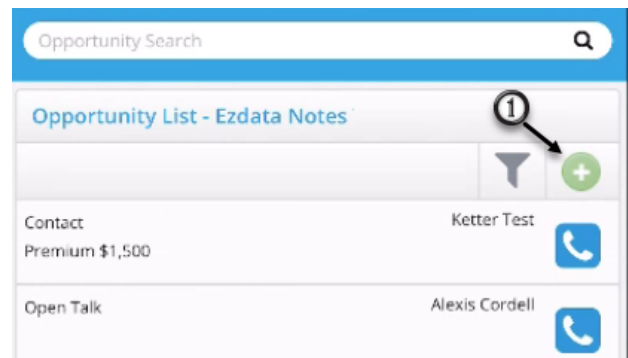 Opportunity Search
Opportunity List - Ezdata Notes
1
Contact
Ketter Test
Premium $1,500
Open Talk
Alexis Cordell